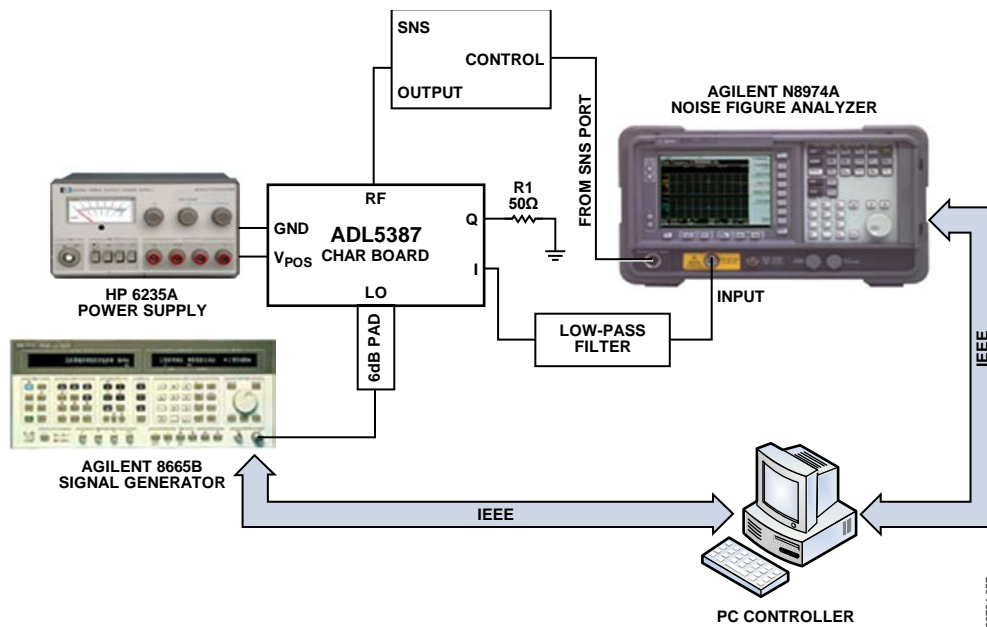 SNS
CONTROL
OUTPUT
AGILENT N8974A
NOISE FIGURE ANALYZER
FROM SNS PORT
RF
R1
50Ω
GND
ADL5387
CHAR BOARD
Q
VPOS
I
LO
INPUT
HP 6235A
POWER SUPPLY
6dB PAD
LOW-PASS
FILTER
IEEE
AGILENT 8665B
SIGNAL GENERATOR
IEEE
PC CONTROLLER